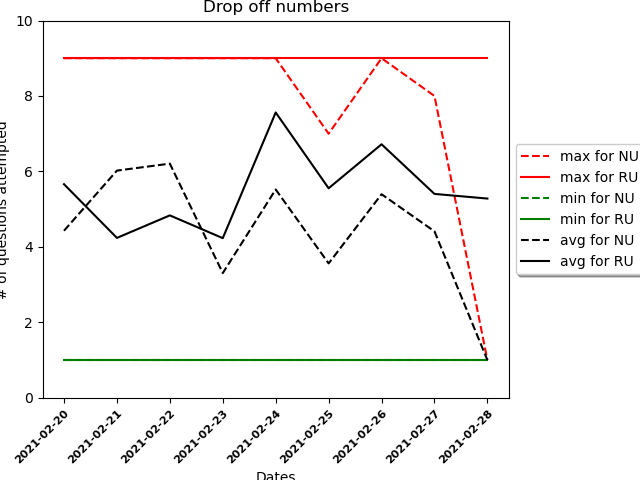 Drop off numbers
10
8
6
4
2
0
# of questions attempted
2021-02-20
2021-02-21
2021-02-22
2021-02-23
2021-02-24
2021-02-25
2021-02-26
2021-02-27
2021-02-28
Dates
max for NU
max for RU
min for NU
min for RU
avg for NU
avg for RU